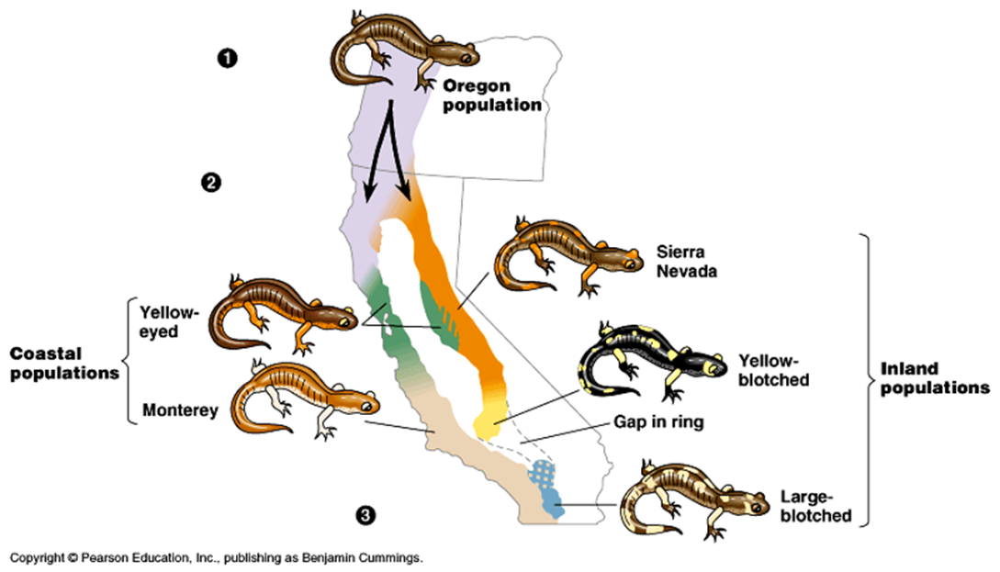 1
Oregon
population
2
Sierra
Nevada
Yellow-
eyed
Coastal
populations
Yellow-
blotched
Inland
populations
Monterey
Gap in ring
Large-
blotched
3
Copyright © Pearson Education, Inc., publishing as Benjamin Cummings.